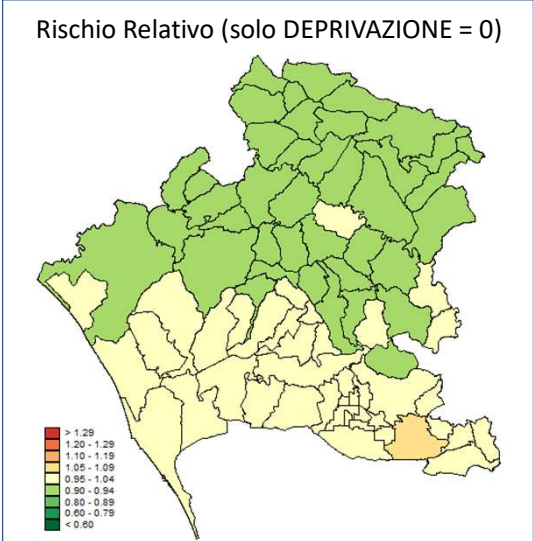 Rischio Relativo (solo DEPRIVAZIONE = 0)
> 1.29
1.20 - 1.29
1.10 - 1.19
1.05 - 1.09
0.95 - 1.04
0.90 - 0.94
0.80 - 0.89
0.60 - 0.79
< 0.60